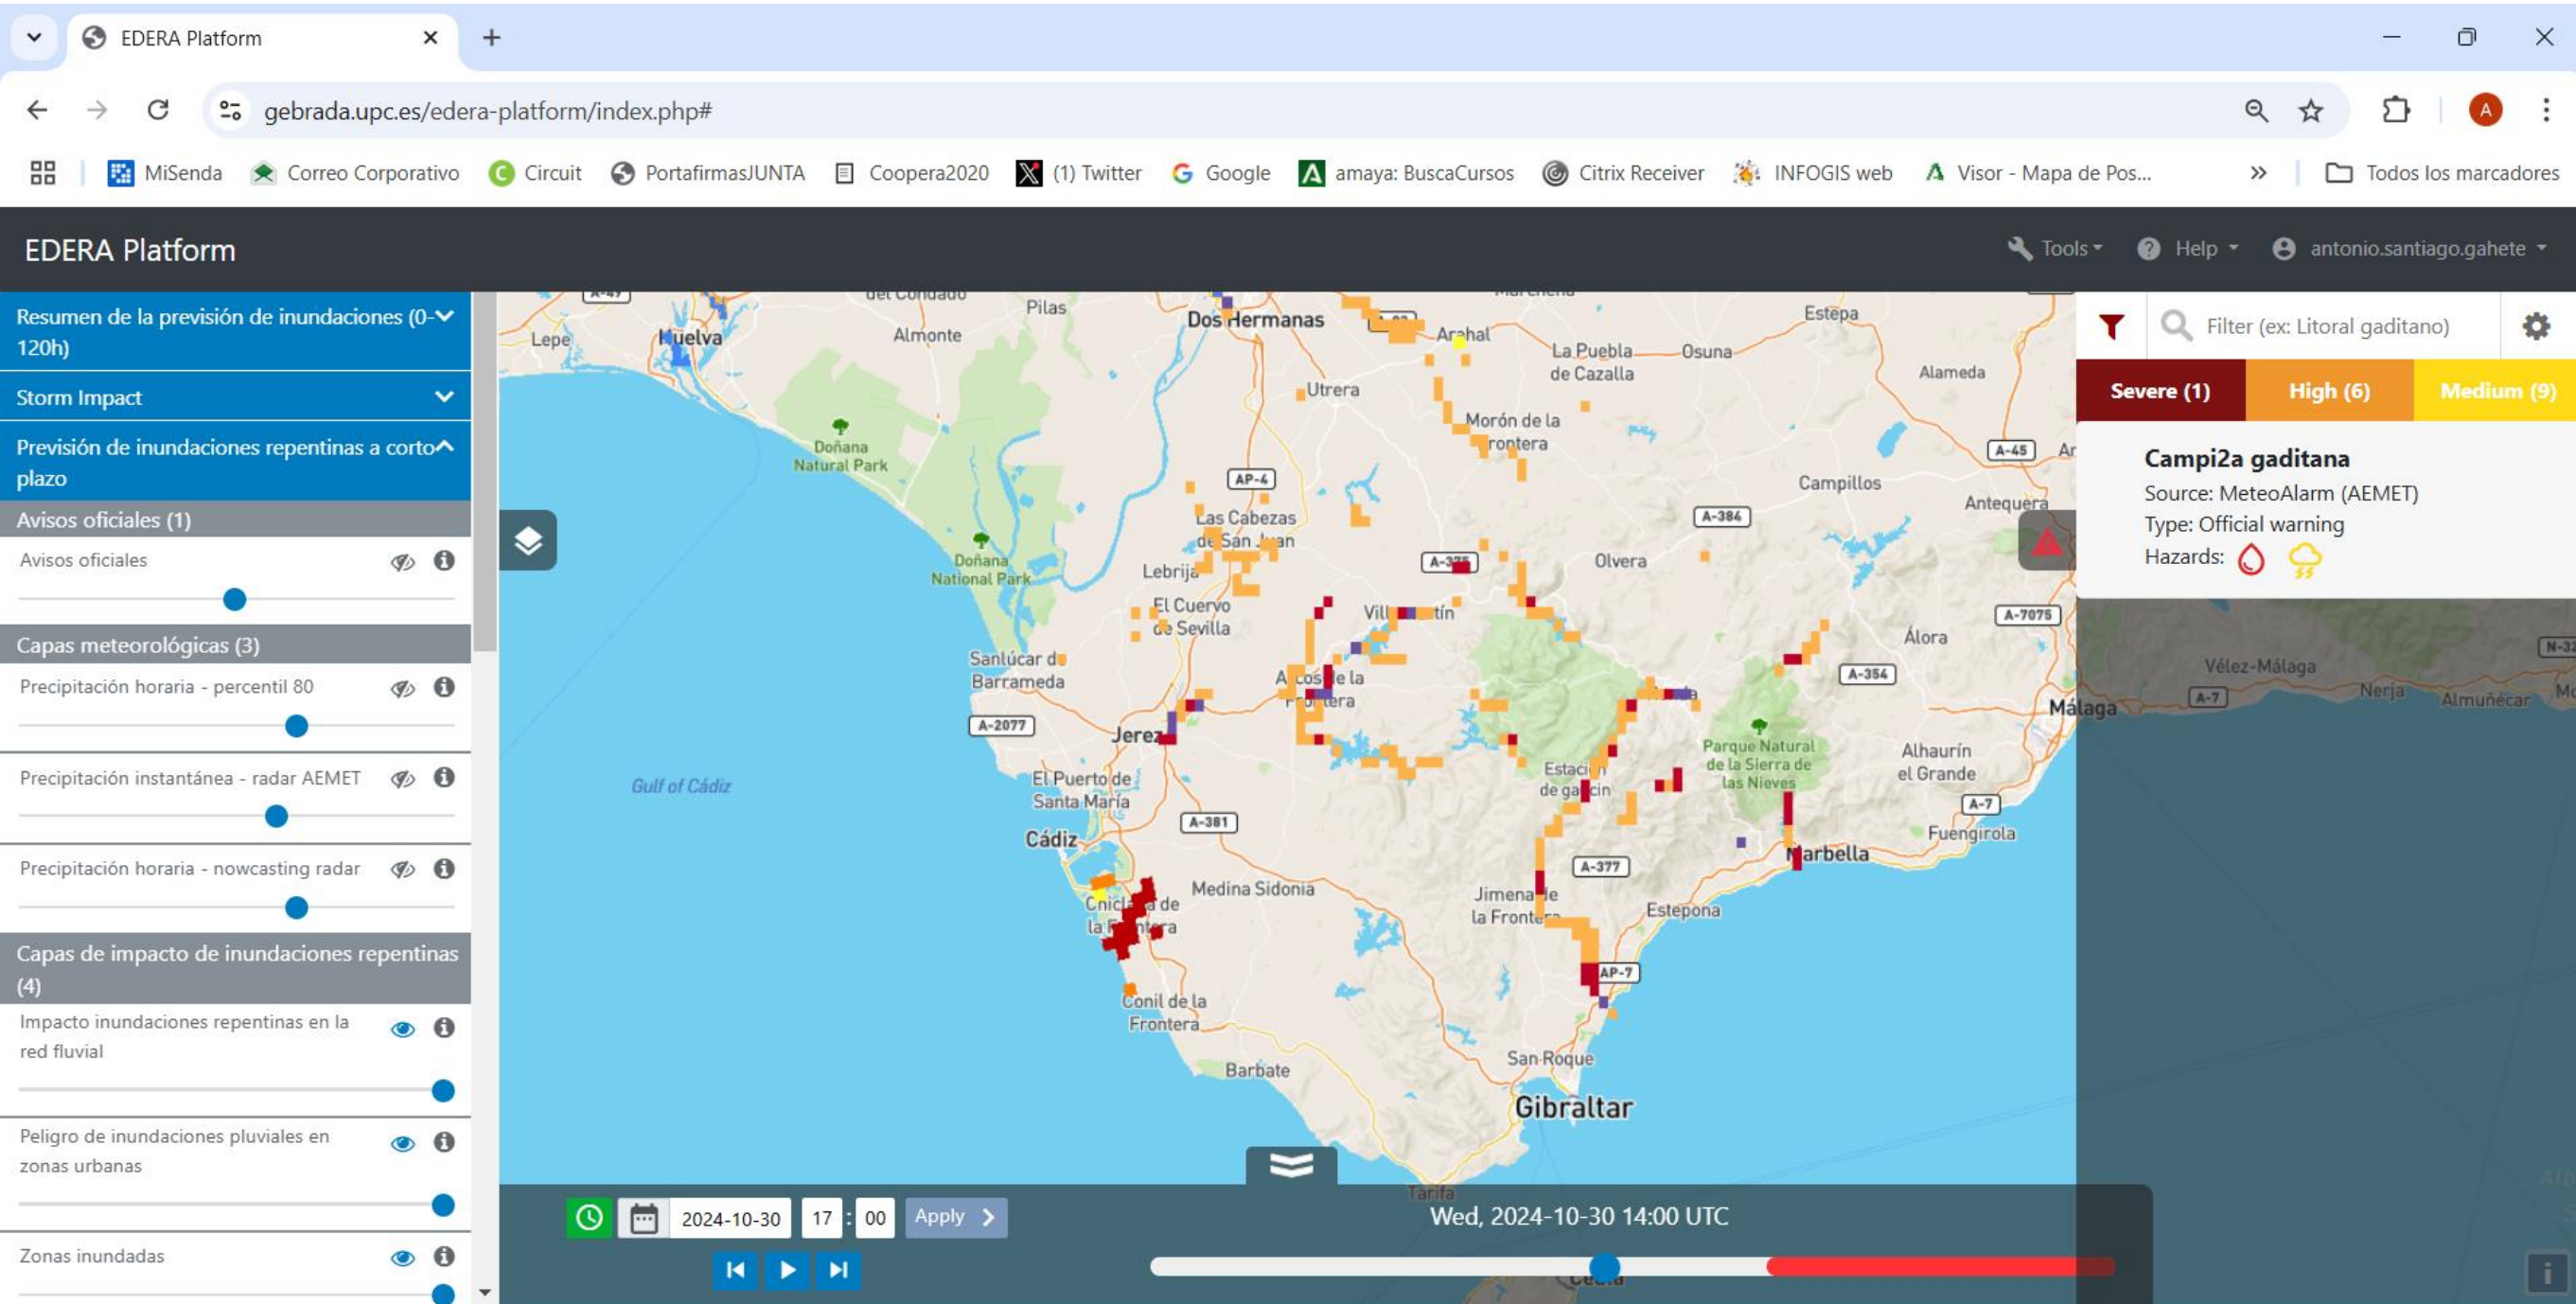 EDERA Platform
gebrada.upc.es/edera-platform/index.php#
A
MiSenda
Correo Corporativo
Circuit
PortafirmasJUNTA
Coopera2020
(1) Twitter
Google
amaya: BuscaCursos
Citrix Receiver
INFOGIS web
Visor - Mapa de Pos...
Todos los marcadores
EDERA Platform
Tools
Help
antonio.santiago.gahete
Resumen de la previsión de inundaciones (0-
120h)
Storm Impact
Previsión de inundaciones repentinas a corto
plazo
Avisos oficiales (1)
Avisos oficiales
Capas meteorológicas (3)
Precipitación horaria - percentil 80
Precipitación instantánea - radar AEMET
Precipitación horaria - nowcasting radar
Capas de impacto de inundaciones repentinas
(4)
Impacto inundaciones repentinas en la
red fluvial
Peligro de inundaciones pluviales en
zonas urbanas
Zonas inundadas
Lepe
Huelva
Almonte
Pilas
Dos Hermanas
Arahal
Estepa
La Puebla
de Cazalla
Osuna
Alameda
Utrera
Morón de la
Frontera
Doñana
Natural Park
AP-4
A-45
Campillos
Antequera
A-384
Las Cabezas
de San Juan
Doñana
National Park
Lebrija
Olvera
El Cuervo
de Sevilla
A-7075
Álora
Sanlúcar de
Barrameda
A-354
Málaga
A-2077
Jerez
Parque Natural
de la Sierra de
las Nieves
Alhaurín
el Grande
El Puerto de
Santa María
Gulf of Cádiz
A-7
A-381
Cádiz
Fuengirola
Marbella
A-377
Medina Sidonia
Estepona
AP-7
Conil de la
Frontera
San Roque
Barbate
Gibraltar
Tarifa
Vélez-Málaga
A-7
Nerja
Almuñécar
Filter (ex: Litoral gaditano)
Severe (1)
High (6)
Medium (9)
Campi2a gaditana
Source: MeteoAlarm (AEMET)
Type: Official warning
Hazards:
2024-10-30
17 : 00
Apply
Wed, 2024-10-30 14:00 UTC